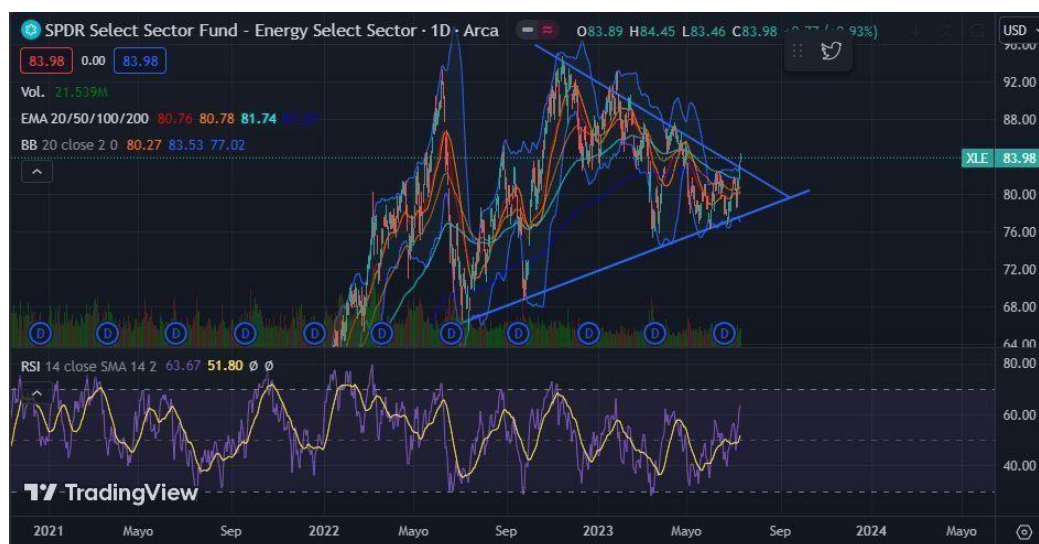 SPDR Select Sector Fund - Energy Select Sector · 1D · Arca O83.89 H84.45 L83.46 C83.98 USD
83.98 0.00 83.98
Vol. 21.539M
EMA 20/50/100/200 80.76 80.78 81.74
BB 20 close 2 0 80.27 83.53 77.02
96.00
92.00
88.00
XLE 83.98
80.00
76.00
72.00
68.00
64.00
D D D D D D D D D D D
RSI 14 close SMA 14 2 63.67 51.80 Ø Ø
80.00
60.00
40.00
TradingView
2021 Mayo Sep 2022 Mayo Sep 2023 Mayo Sep 2024 Mayo